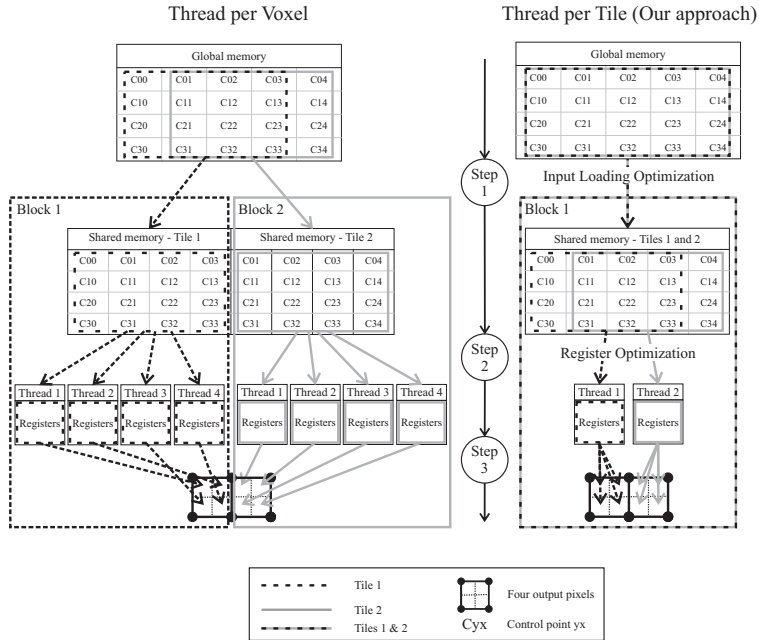 Thread per Voxel
Global memory
C00 C01 C02 C03 C04
C10 C11 C12 C13 C14
C20 C21 C22 C23 C24
C30 C31 C32 C33 C34
Block 1
Block 2
Shared memory - Tile 1
Shared memory - Tile 2
C00 C01 C02 C03
C10 C11 C12 C13
C20 C21 C22 C23
C30 C31 C32 C33
C01 C02 C03 C04
C11 C12 C13 C14
C21 C22 C23 C24
C31 C32 C33 C34
Thread 1 Thread 2 Thread 3 Thread 4
Registers Registers Registers Registers
Thread 1 Thread 2 Thread 3 Thread 4
Registers Registers Registers Registers
Step
1
Step
2
Step
3
Thread per Tile (Our approach)
Global memory
C00 C01 C02 C03 C04
C10 C11 C12 C13 C14
C20 C21 C22 C23 C24
C30 C31 C32 C33 C34
Input Loading Optimization
Block 1
Shared memory - Tiles 1 and 2
C00 C01 C02 C03 C04
C10 C11 C12 C13 C14
C20 C21 C22 C23 C24
C30 C31 C32 C33 C34
Register Optimization
Thread 1 Thread 2
Registers Registers
Tile 1
Tile 2
Tiles 1 & 2
Four output pixels
Cyx Control point yx